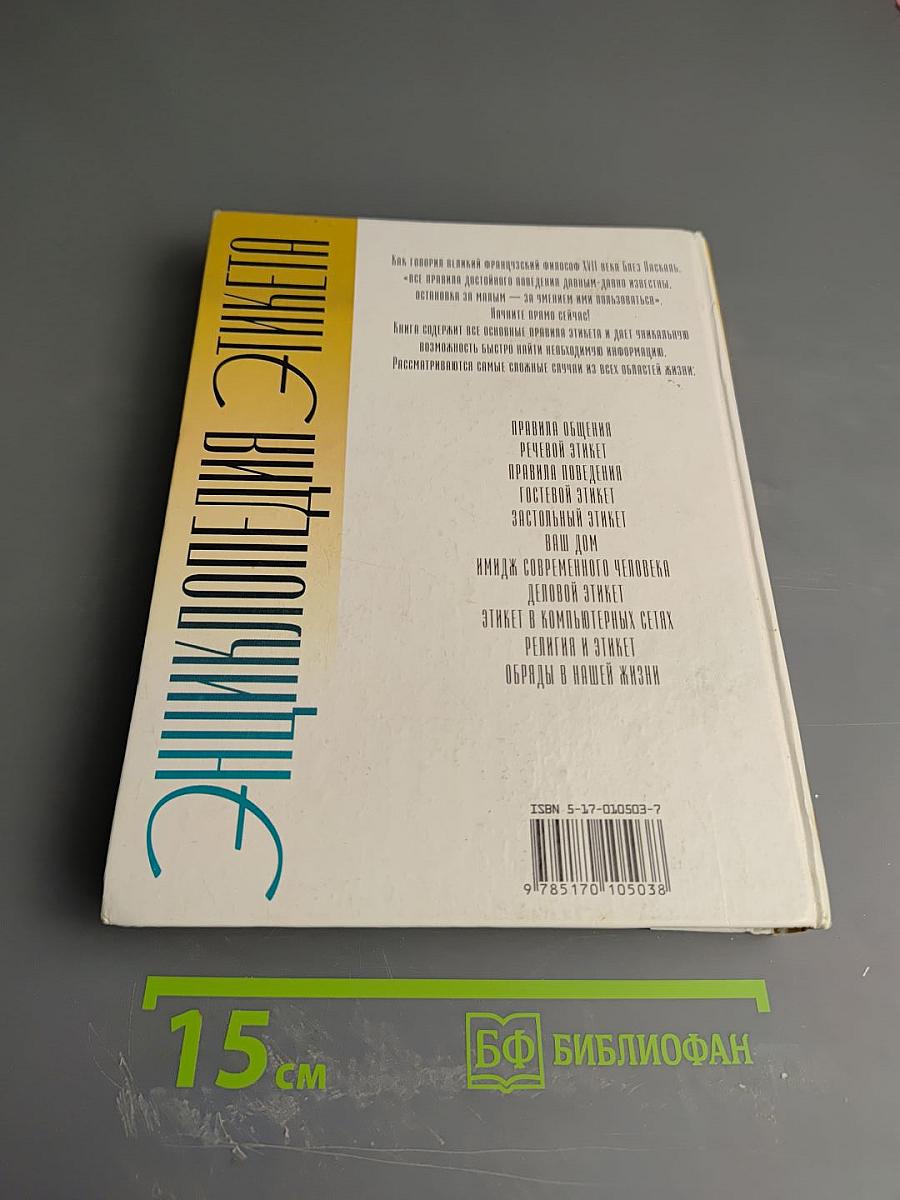 ЭНЦИКЛОПЕДИЯ ЭТИКЕТА
Как говорил великий французский философ XVII века Блез Паскаль,
«все правила достойного поведения давным-давно известны,
остановка за малым — за умением ими пользоваться».
Начните прямо сейчас!
Книга содержит все основные правила этикета и дает уникальную
возможность быстро найти необходимую информацию.
Рассматриваются самые сложные случаи из всех областей жизни:
ПРАВИЛА ОБЩЕНИЯ
РЕЧЕВОЙ ЭТИКЕТ
ПРАВИЛА ПОВЕДЕНИЯ
ГОСТЕВОЙ ЭТИКЕТ
ЗАСТОЛЬНЫЙ ЭТИКЕТ
ВАШ ДОМ
ИМИДЖ СОВРЕМЕННОГО ЧЕЛОВЕКА
ДЕЛОВОЙ ЭТИКЕТ
ЭТИКЕТ В КОМПЬЮТЕРНЫХ СЕТЯХ
РЕЛИГИЯ И ЭТИКЕТ
ОБРЯДЫ В НАШЕЙ ЖИЗНИ
ISBN 5-17-010503-7
9 785170 105038
15 см
БФ БИБЛИОФАН